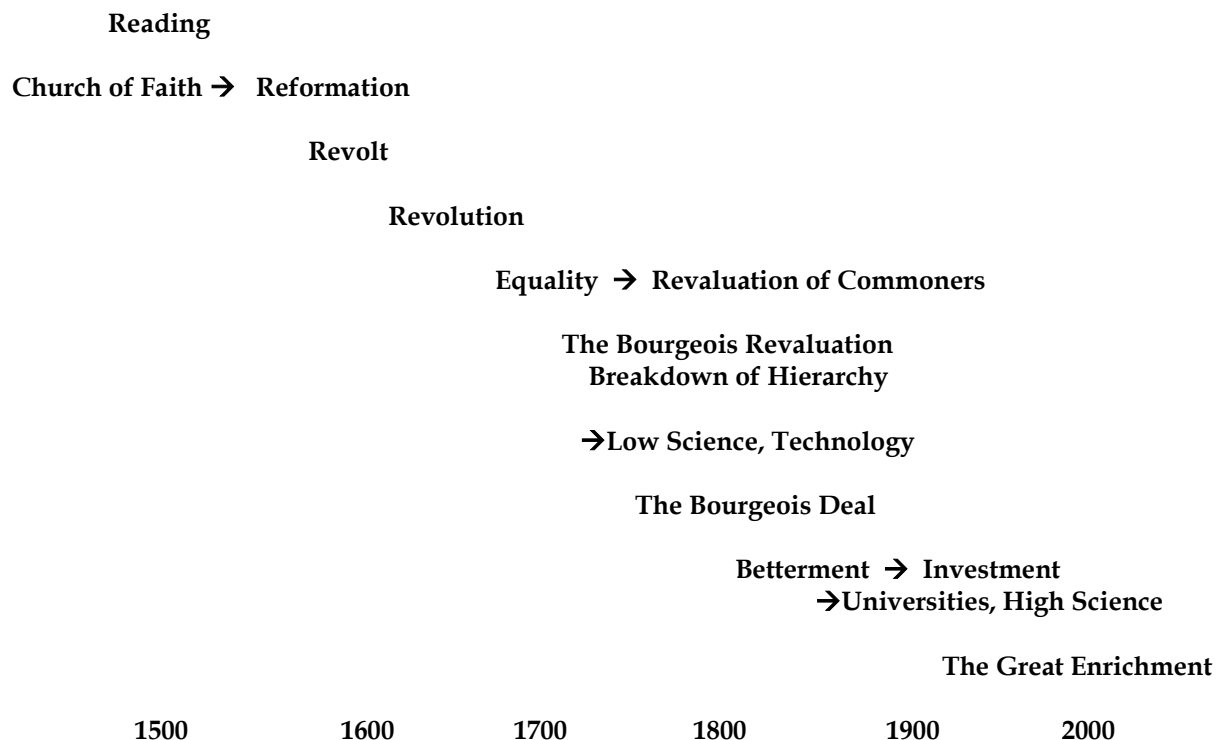 Reading
Church of Faith → Reformation
Revolt
Revolution
Equality → Revaluation of Commoners
The Bourgeois Revaluation
Breakdown of Hierarchy
→Low Science, Technology
The Bourgeois Deal
Betterment → Investment
→Universities, High Science
The Great Enrichment
1500 1600 1700 1800 1900 2000